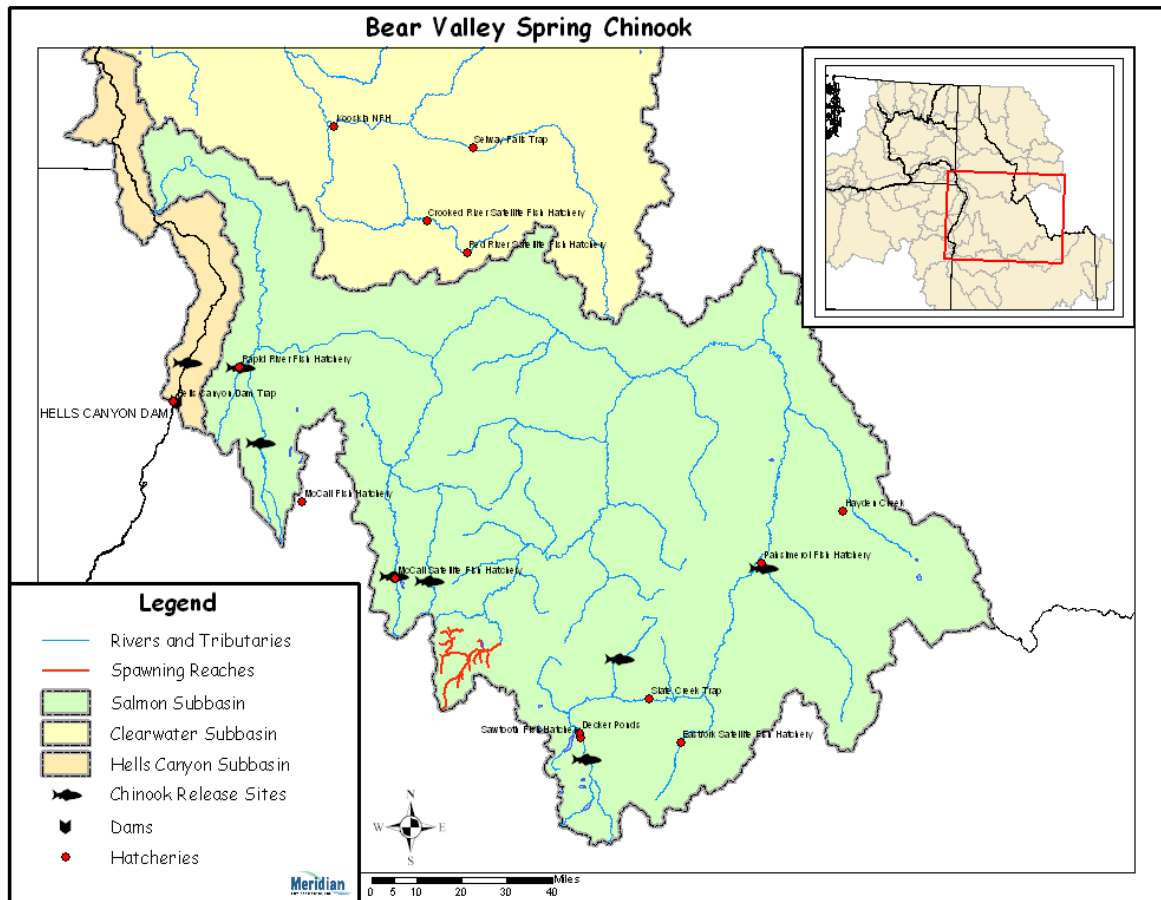 Bear Valley Spring Chinook
Kooskia NFH
Selway Falls Trap
Crooked River Satellite Fish Hatchery
Red River Satellite Fish Hatchery
Rapid River Fish Hatchery
Hells Canyon Dam Trap
HELLS CANYON DAM
McCall Fish Hatchery
Hayden Creek
Pahsimeroi Fish Hatchery
McCall Satellite Fish Hatchery
Slate Creek Trap
Sawtooth Fish Hatchery
Decker Ponds
Eastfork Satellite Fish Hatchery
Legend
Rivers and Tributaries
Spawning Reaches
Salmon Subbasin
Clearwater Subbasin
Hells Canyon Subbasin
Chinook Release Sites
Dams
Hatcheries
Meridian
N
W E
S
Miles
0 5 10 20 30 40